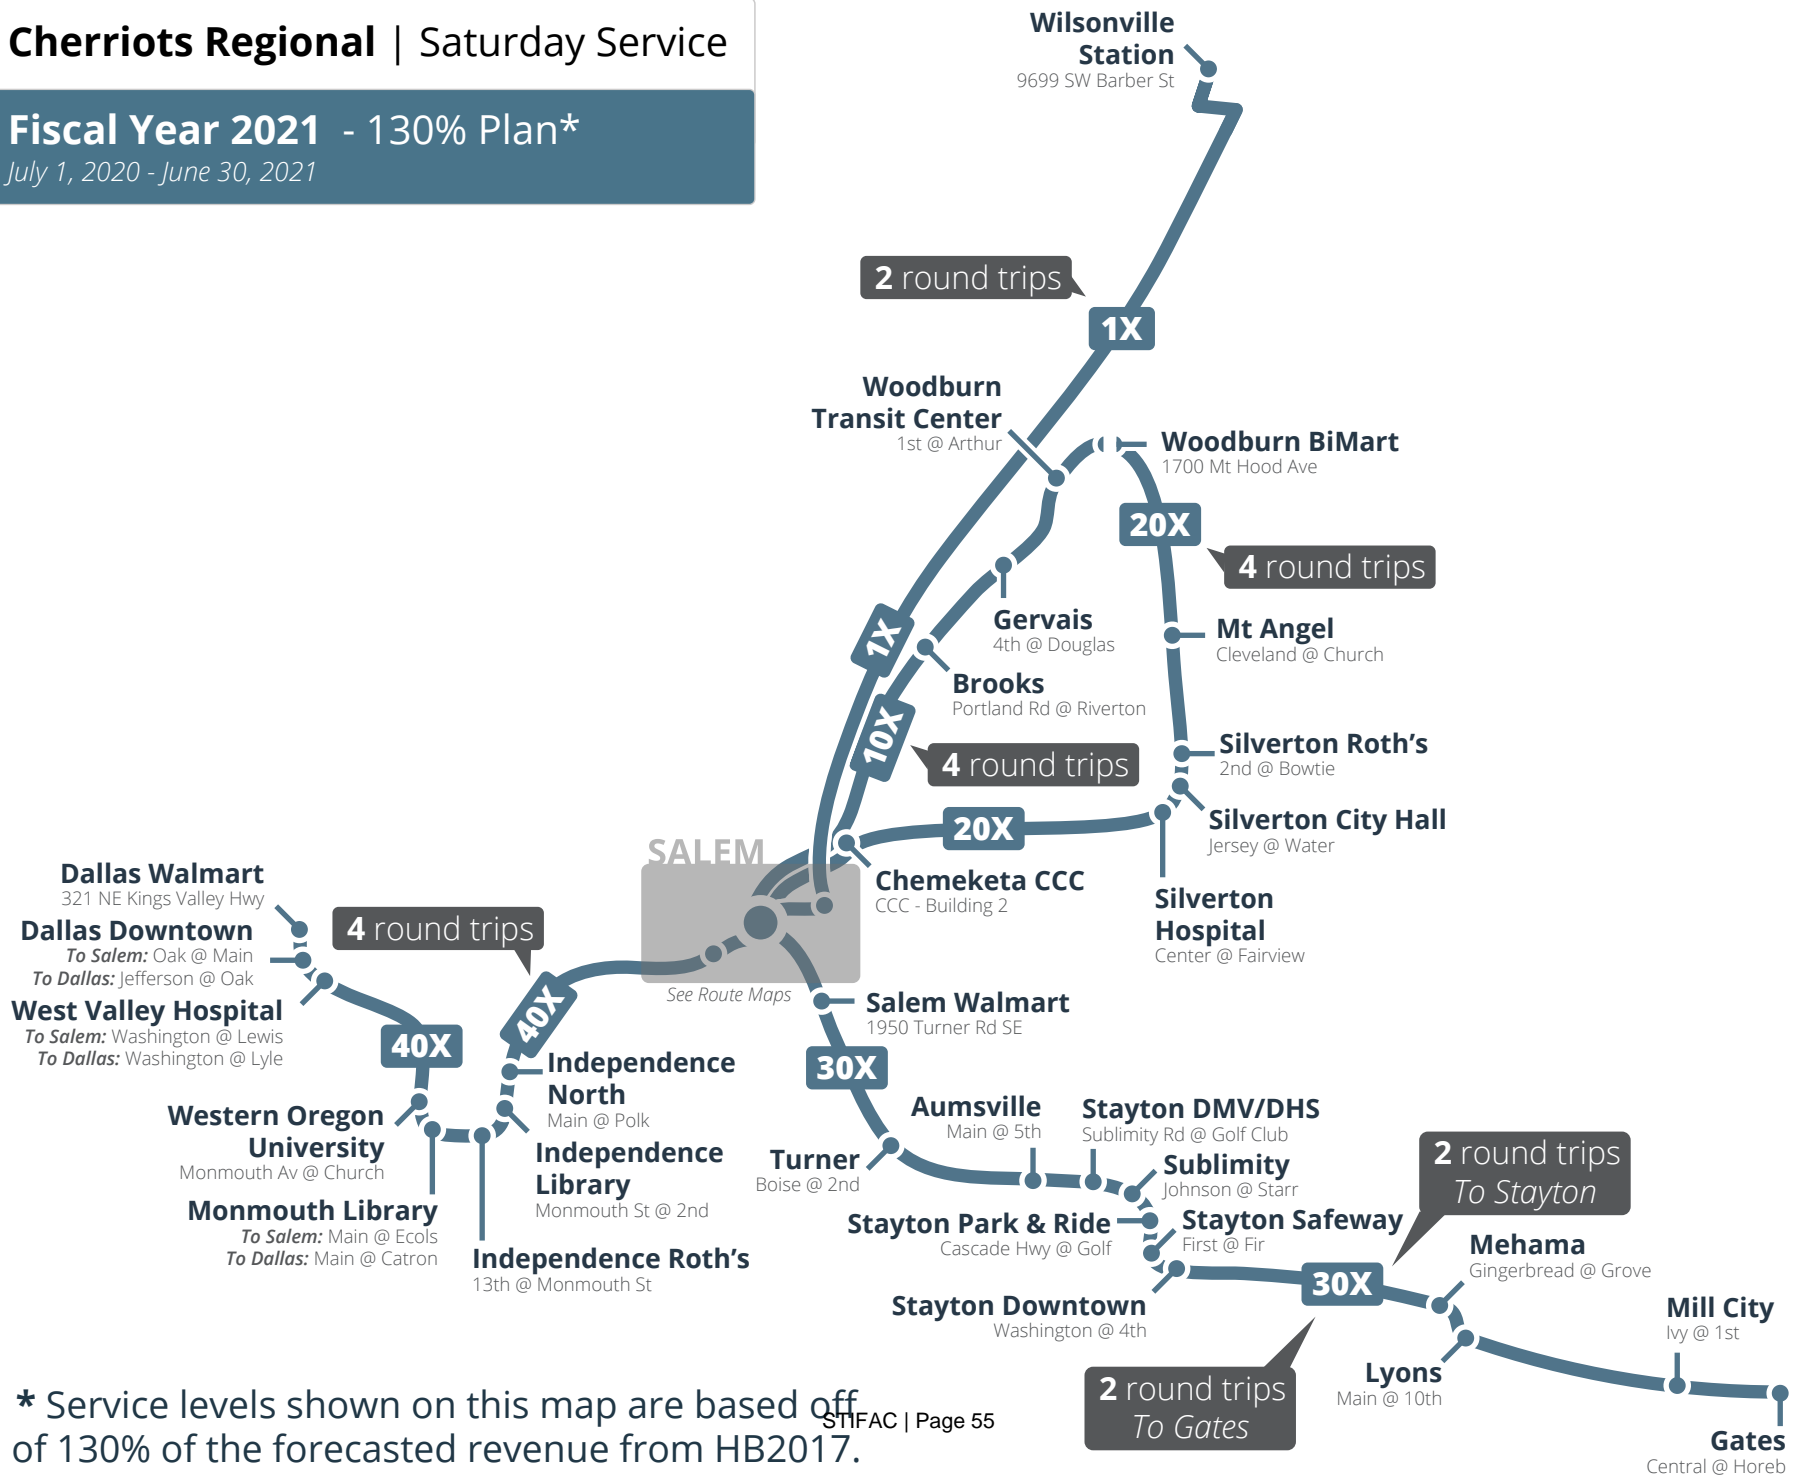 Cherriots Regional | Saturday Service
Fiscal Year 2021 - 130% Plan*
July 1, 2020 - June 30, 2021
Wilsonville
Station
9699 SW Barber St
2 round trips
1X
Woodburn
Transit Center
1st @ Arthur
Woodburn BiMart
1700 Mt Hood Ave
20X
4 round trips
Gervais
4th @ Douglas
1X
Mt Angel
Cleveland @ Church
Brooks
Portland Rd @ Riverton
10X
4 round trips
Silverton Roth's
2nd @ Bowtie
20X
Silverton City Hall
Jersey @ Water
SALEM
Chemeketa CCC
CCC - Building 2
Silverton
Hospital
Center @ Fairview
See Route Maps
Dallas Walmart
321 NE Kings Valley Hwy
Dallas Downtown
To Salem: Oak @ Main
To Dallas: Jefferson @ Oak
West Valley Hospital
To Salem: Washington @ Lewis
To Dallas: Washington @ Lyle
4 round trips
40X
40X
Independence
North
Main @ Polk
Western Oregon
University
Monmouth Av @ Church
Independence
Library
Monmouth St @ 2nd
Monmouth Library
To Salem: Main @ Ecols
To Dallas: Main @ Catron
Independence Roth's
13th @ Monmouth St
Salem Walmart
1950 Turner Rd SE
30X
Aumsville
Main @ 5th
Stayton DMV/DHS
Sublimity Rd @ Golf Club
Turner
Boise @ 2nd
Sublimity
Johnson @ Starr
Stayton Park & Ride
Cascade Hwy @ Golf
Stayton Safeway
First @ Fir
2 round trips
To Stayton
Stayton Downtown
Washington @ 4th
30X
Mehama
Gingerbread @ Grove
Mill City
Ivy @ 1st
Lyons
Main @ 10th
2 round trips
To Gates
Gates
Central @ Horeb
* Service levels shown on this map are based off
of 130% of the forecasted revenue from HB2017.
STIFAC | Page 55